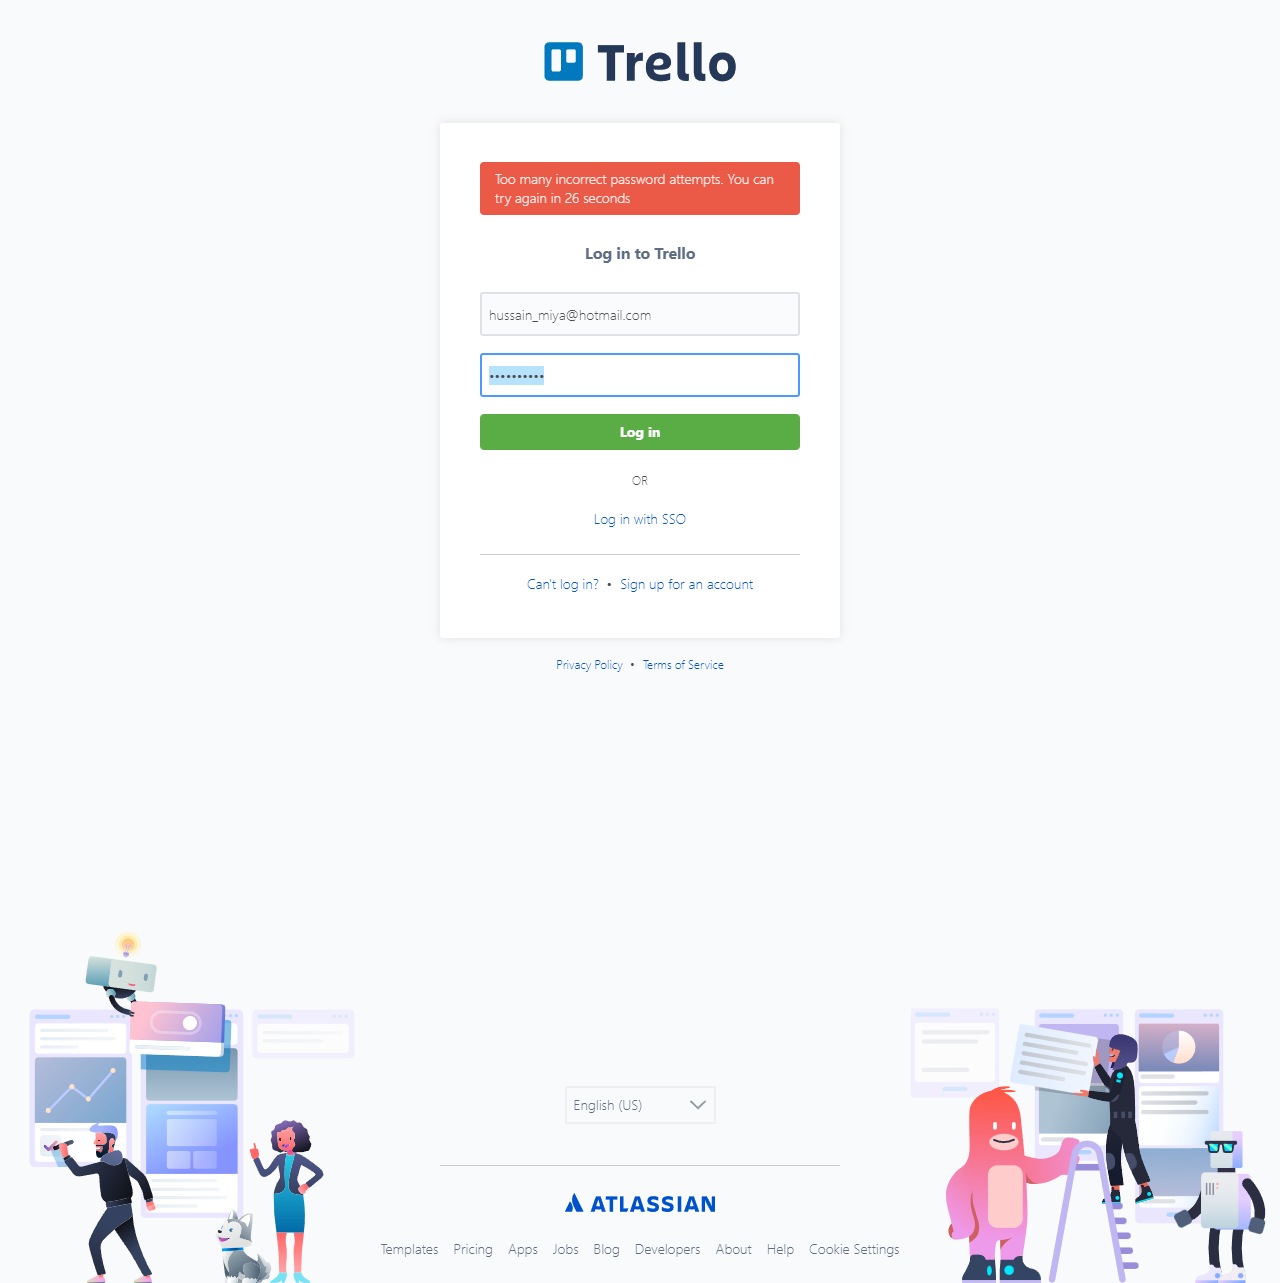 Trello
Too many incorrect password attempts. You can
try again in 26 seconds
Log in to Trello
hussain_miya@hotmail.com
••••••••••
Log in
OR
Log in with SSO
Can't log in? • Sign up for an account
Privacy Policy • Terms of Service
English (US)
ATLASSIAN
Templates Pricing Apps Jobs Blog Developers About Help Cookie Settings